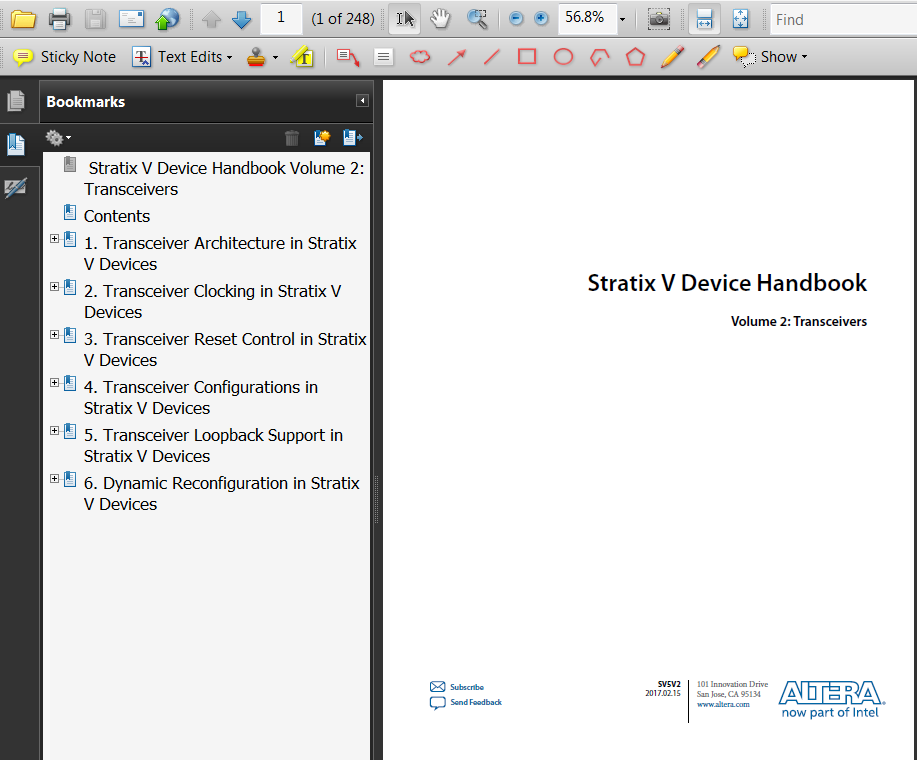 1 (1 of 248) 56.8% Find
Sticky Note Text Edits Show
Bookmarks
Stratix V Device Handbook Volume 2:
Transceivers
Contents
1. Transceiver Architecture in Stratix
V Devices
2. Transceiver Clocking in Stratix V
Devices
3. Transceiver Reset Control in Stratix
V Devices
4. Transceiver Configurations in
Stratix V Devices
5. Transceiver Loopback Support in
Stratix V Devices
6. Dynamic Reconfiguration in Stratix
V Devices
Stratix V Device Handbook
Volume 2: Transceivers
Subscribe
Send Feedback
SV5V2
2017.02.15
101 Innovation Drive
San Jose, CA 95134
www.altera.com
ALTERA®
now part of Intel